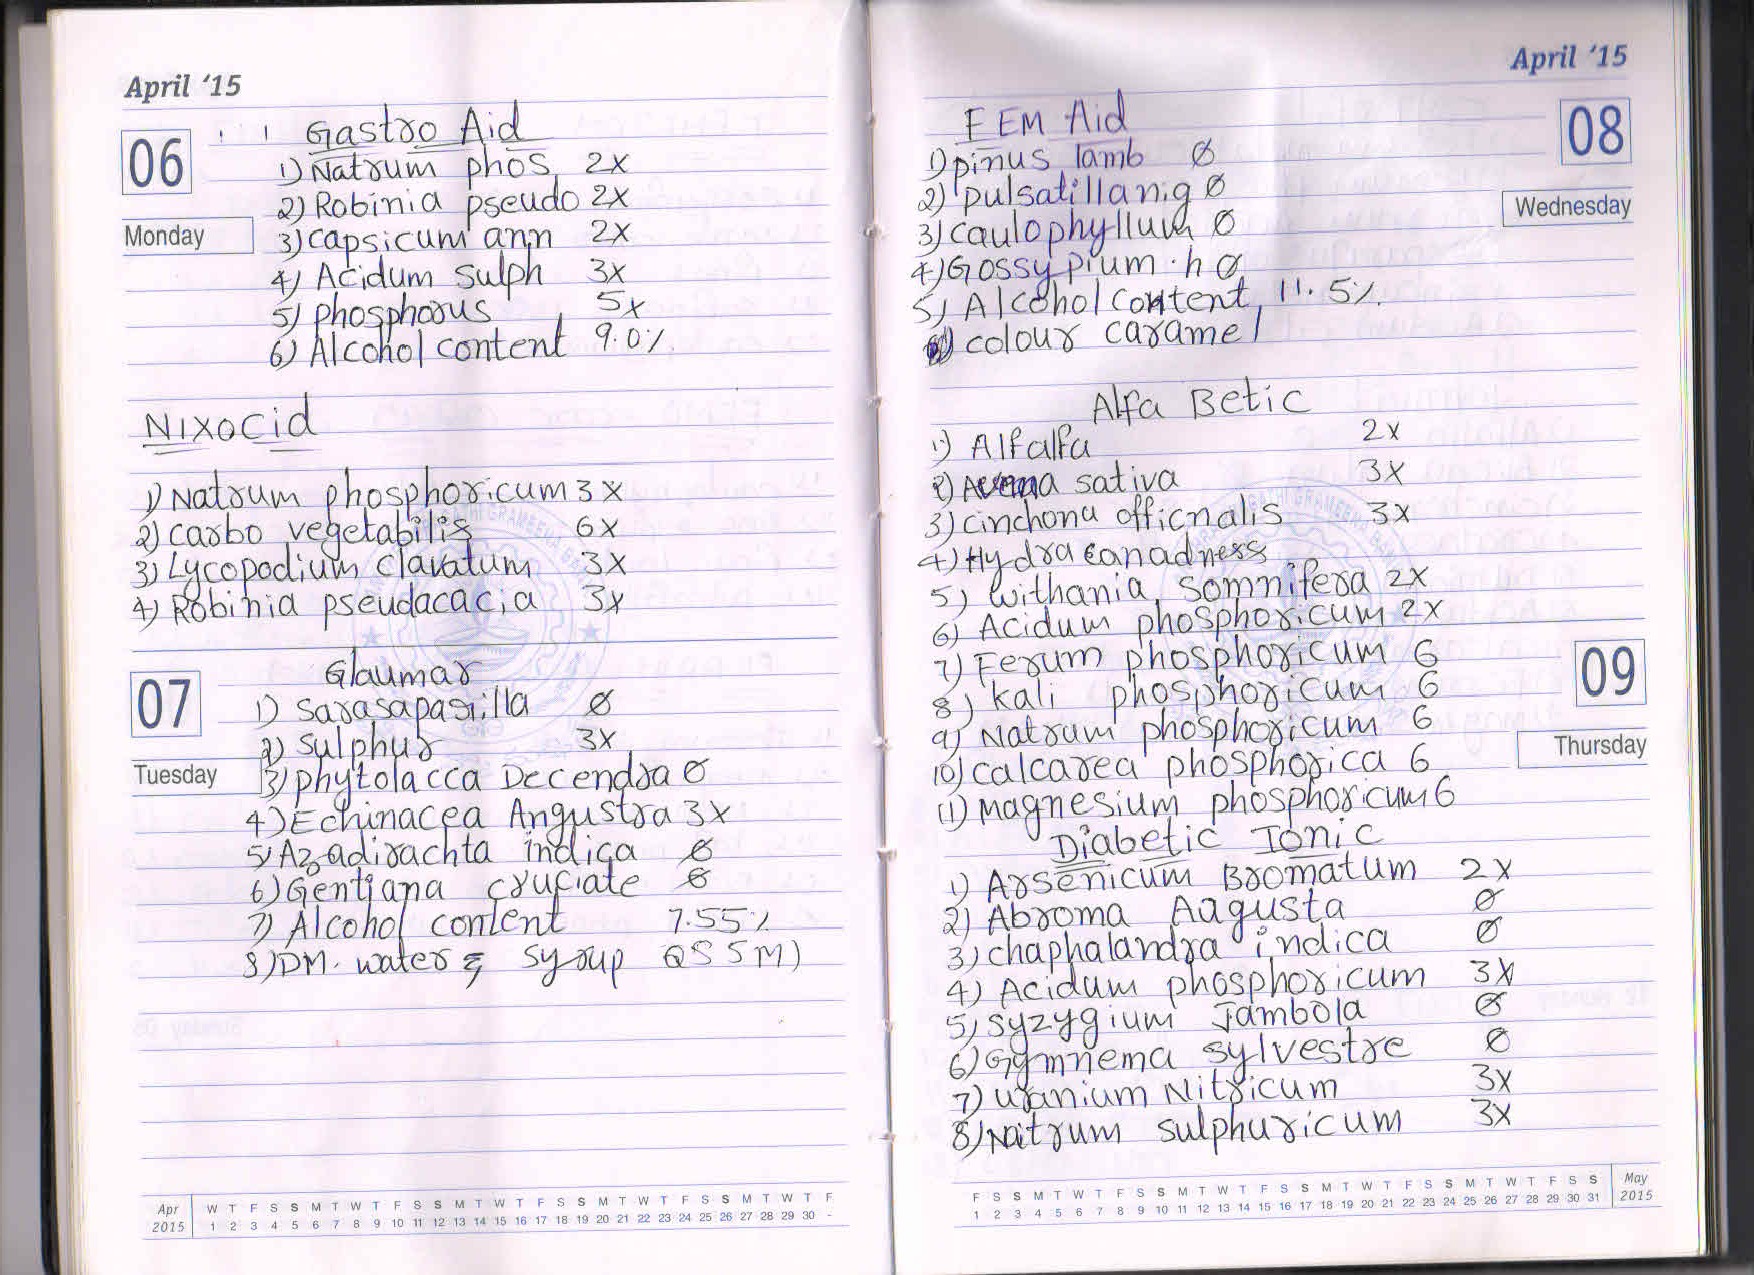 April '15
06
Monday
Gastro Aid
1) Natrum phos 2x
2) Robinia pseudo 2x
3) capsicum ann 2x
4) Acidum sulph 3x
5) phosphorus 5x
6) Alcohol content 9.0%
NIXOCID
1) Natrum phosphoricum 3x
2) carbo vegetabilis 6x
3) Lycopodium clavatum 3x
4) Robinia pseudacacia 3x
07
Tuesday
Glaumar
1) Sarasapasilla Ø
2) Sulphur 3x
3) phytolacca Decendra Ø
4) Echinacea Angustra 3x
5) Azadirachta indica Ø
6) Gentiana cruciate Ø
7) Alcohol content 7.55%
8) DM. water & syrup QS 5 M)
Apr 2015
W T F S S M T W T F S S M T W T F S S M T W T F S S M T W T F
1 2 3 4 5 6 7 8 9 10 11 12 13 14 15 16 17 18 19 20 21 22 23 24 25 26 27 28 29 30 -
April '15
08
Wednesday
FEM Aid
1) pinus lamb Ø
2) pulsatilla nig Ø
3) caulophyllum Ø
4) Gossypium . h Ø
5) Alcohol content 11.5%
colour caramel
Alfa Betic
1) Alfalfa 2x
2) Avena sativa 3x
3) cinchona officnalis 3x
4) Hydra canadness
5) withania somnifera 2x
6) Acidum phosphoricum 2x
7) Ferum phosphoricum 6
8) kali phosphoricum 6
9) Natrum phosphoricum 6
10) calcarea phosphorica 6
11) magnesium phosphoricum 6
09
Thursday
Diabetic Tonic
1) Arsenicum Bromatum 2x
2) Abroma Aagusta Ø
3) chaphalandra indica Ø
4) Acidum phosphoricum 3x
5) syzygium Jambola Ø
6) Gymnema sylvestre Ø
7) uranium Nitricum 3x
8) Natrum sulphuricum 3x
F S S M T W T F S S M T W T F S S M T W T F S S M T W T F S S
1 2 3 4 5 6 7 8 9 10 11 12 13 14 15 16 17 18 19 20 21 22 23 24 25 26 27 28 29 30 31
May 2015